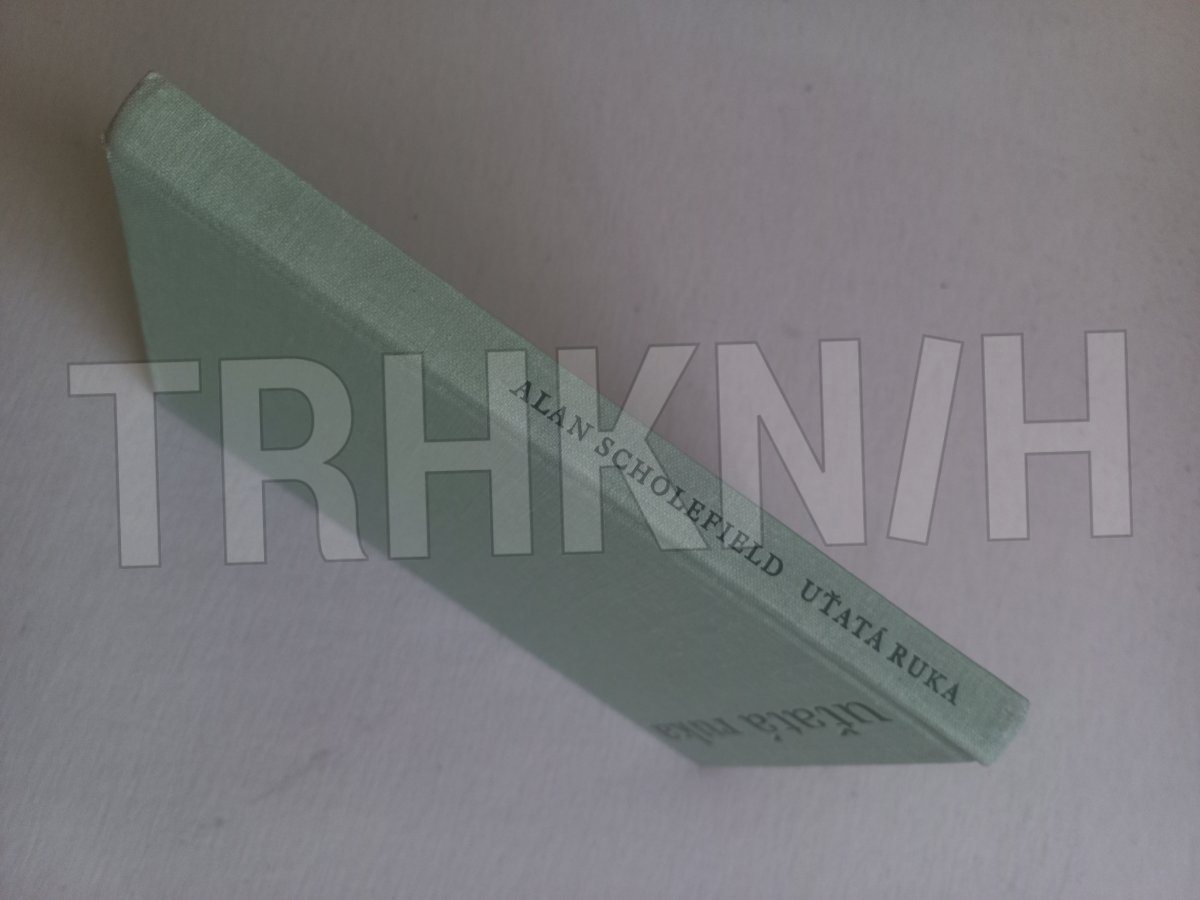 ALAN SCHOLEFIELD UŤATÁ RUKA
uťatá ruka
TRHKNIH